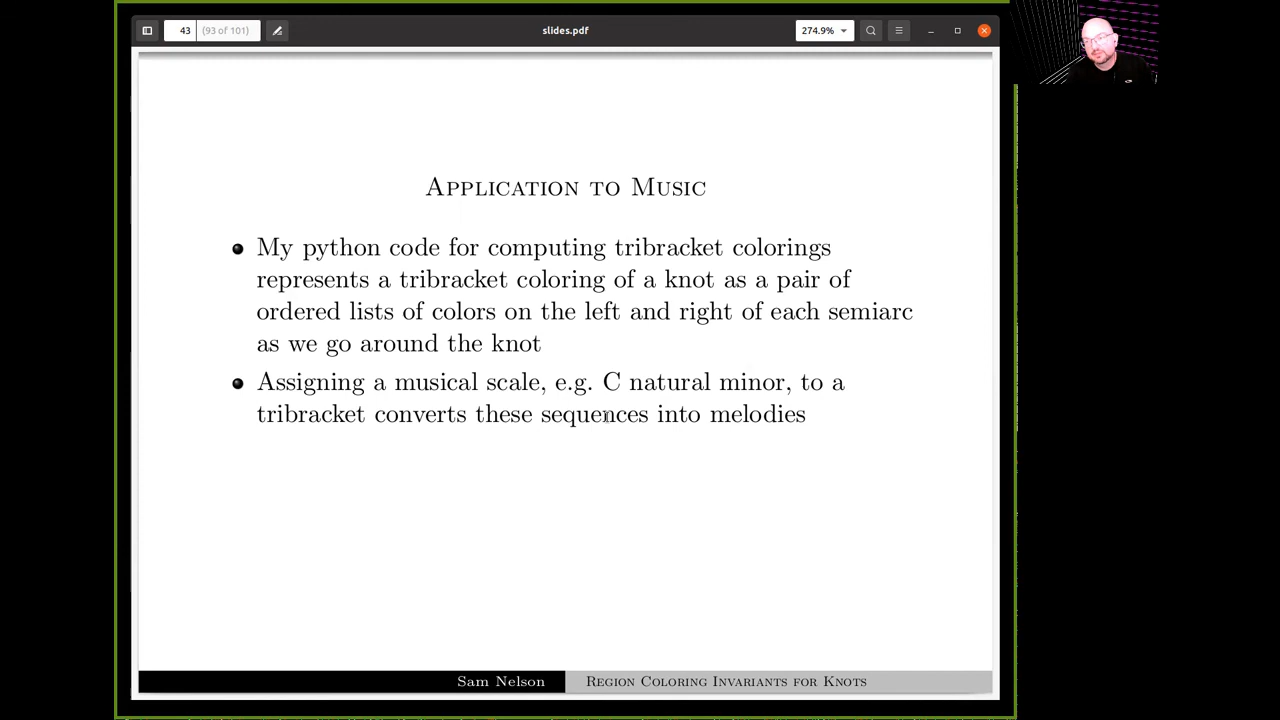 43 (93 of 101) slides.pdf 274.9%
Application to Music
My python code for computing tribracket colorings
represents a tribracket coloring of a knot as a pair of
ordered lists of colors on the left and right of each semiarc
as we go around the knot
Assigning a musical scale, e.g. C natural minor, to a
tribracket converts these sequences into melodies
Sam Nelson Region Coloring Invariants for Knots